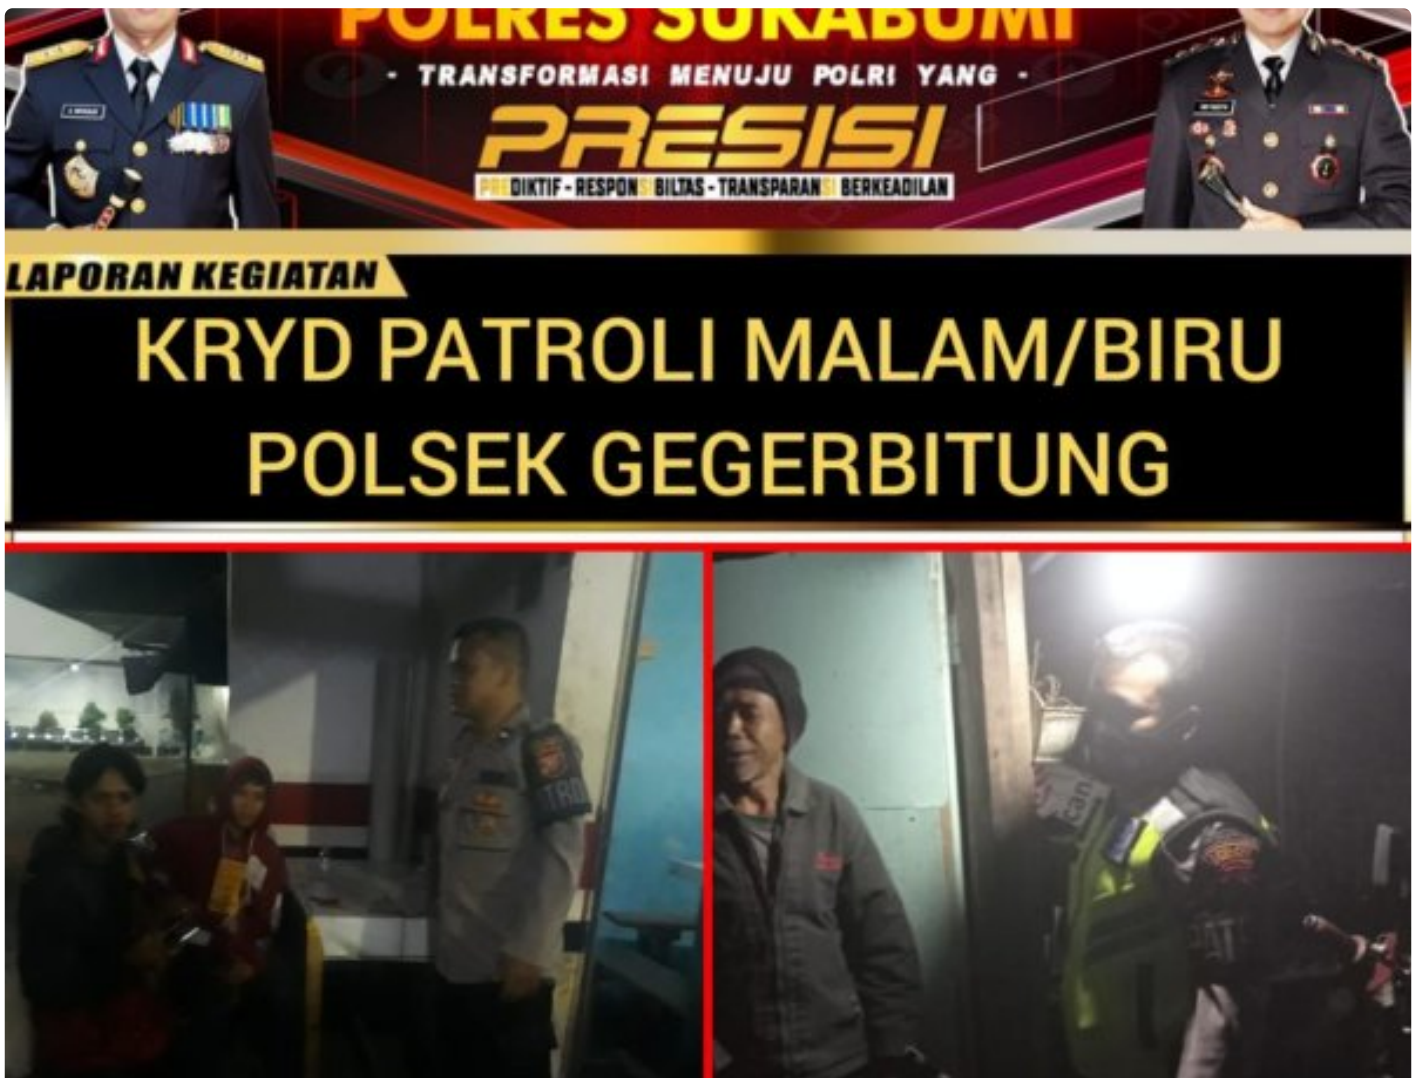 POLRES SUKABUMI
- TRANSFORMASI MENUJU POLRI YANG -
PRESISI
PREDIKTIF - RESPONSIBILTAS - TRANSPARANSI BERKEADILAN
LAPORAN KEGIATAN
KRYD PATROLI MALAM/BIRU
POLSEK GEGERBITUNG